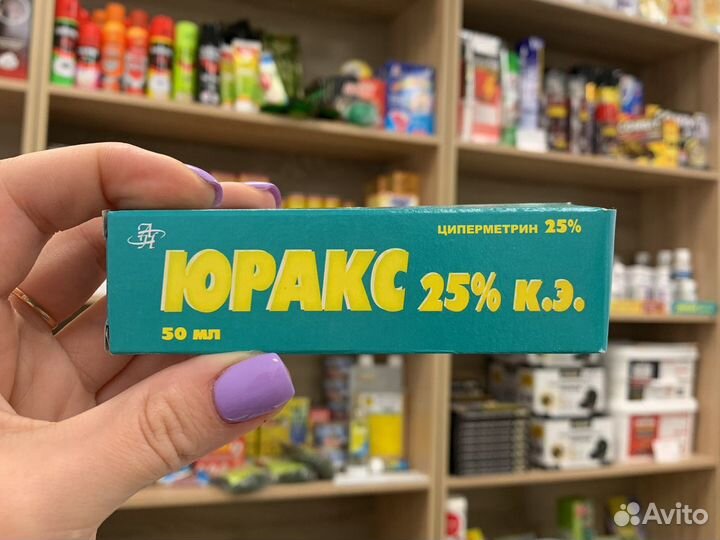 ЦИПЕРМЕТРИН 25%
ЮРАКС 25% К.Э.
50 МЛ
Avito